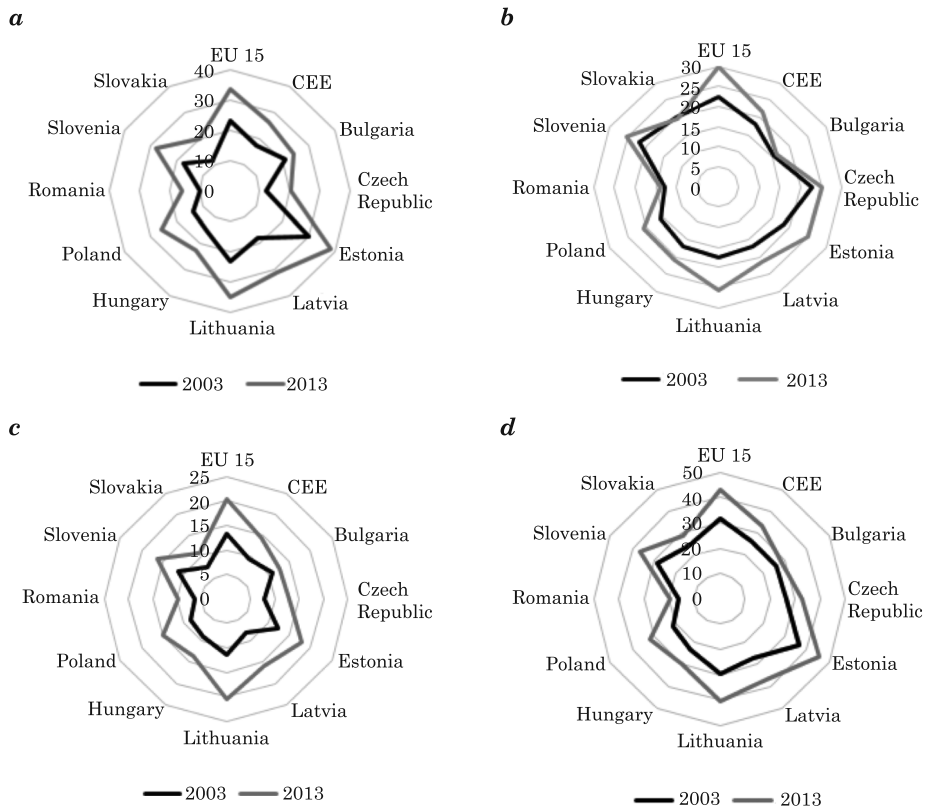 a
EU 15
CEE
Bulgaria
Czech
Republic
Estonia
Latvia
Lithuania
Hungary
Poland
Romania
Slovenia
Slovakia
40
30
20
10
0
2003 2013
b
EU 15
CEE
Bulgaria
Czech
Republic
Estonia
Latvia
Lithuania
Hungary
Poland
Romania
Slovenia
Slovakia
30
25
20
15
10
5
0
2003 2013
c
EU 15
CEE
Bulgaria
Czech
Republic
Estonia
Latvia
Lithuania
Hungary
Poland
Romania
Slovenia
Slovakia
25
20
15
10
5
0
2003 2013
d
EU 15
CEE
Bulgaria
Czech
Republic
Estonia
Latvia
Lithuania
Hungary
Poland
Romania
Slovenia
Slovakia
50
40
30
20
10
0
2003 2013